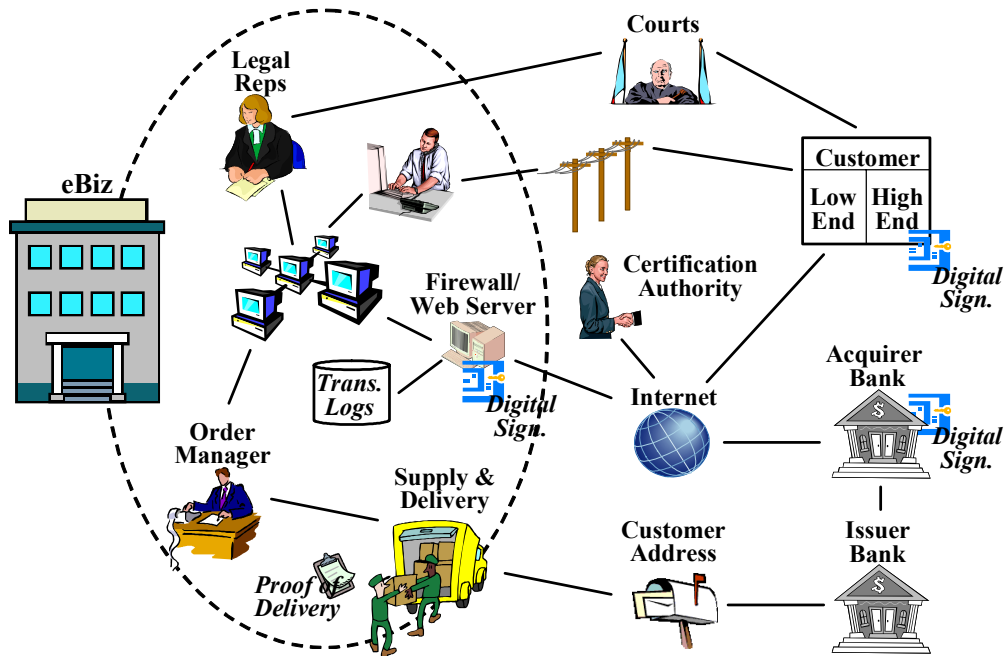 Courts
Legal
Reps
eBiz
Customer
Low
End
High
End
Digital
Sign.
Certification
Authority
Firewall/
Web Server
Trans.
Logs
Digital
Sign.
Internet
Acquirer
Bank
Digital
Sign.
Order
Manager
Supply &
Delivery
Proof of
Delivery
Customer
Address
Issuer
Bank
$
$